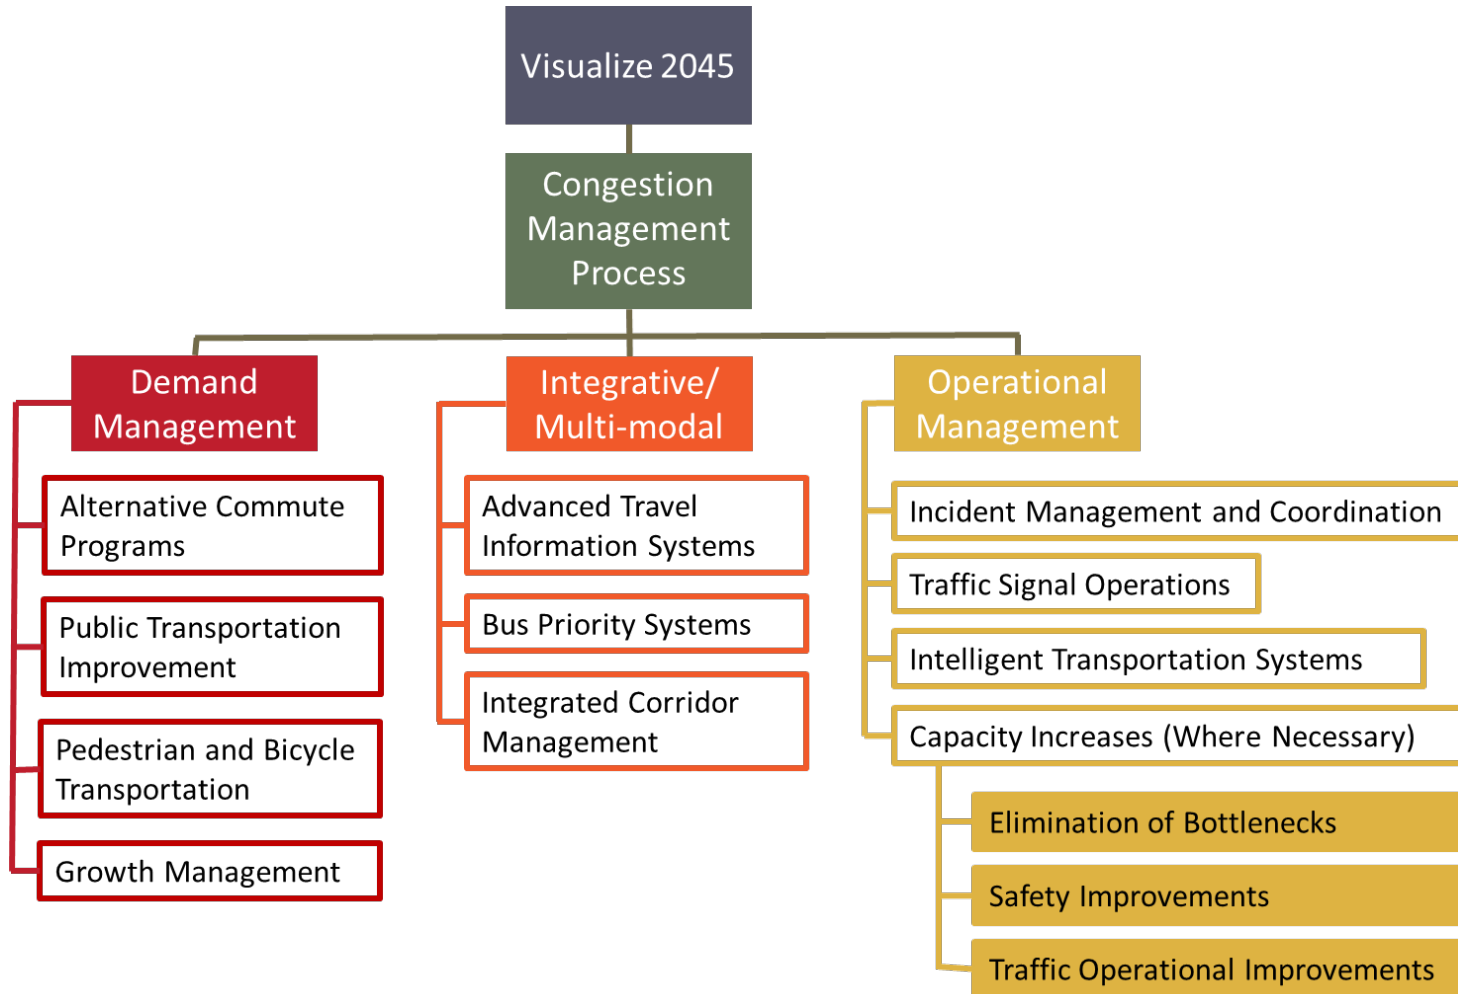 Visualize 2045
Congestion
Management
Process
Demand
Management
Alternative Commute
Programs
Public Transportation
Improvement
Pedestrian and Bicycle
Transportation
Growth Management
Integrative/
Multi-modal
Advanced Travel
Information Systems
Bus Priority Systems
Integrated Corridor
Management
Operational
Management
Incident Management and Coordination
Traffic Signal Operations
Intelligent Transportation Systems
Capacity Increases (Where Necessary)
Elimination of Bottlenecks
Safety Improvements
Traffic Operational Improvements